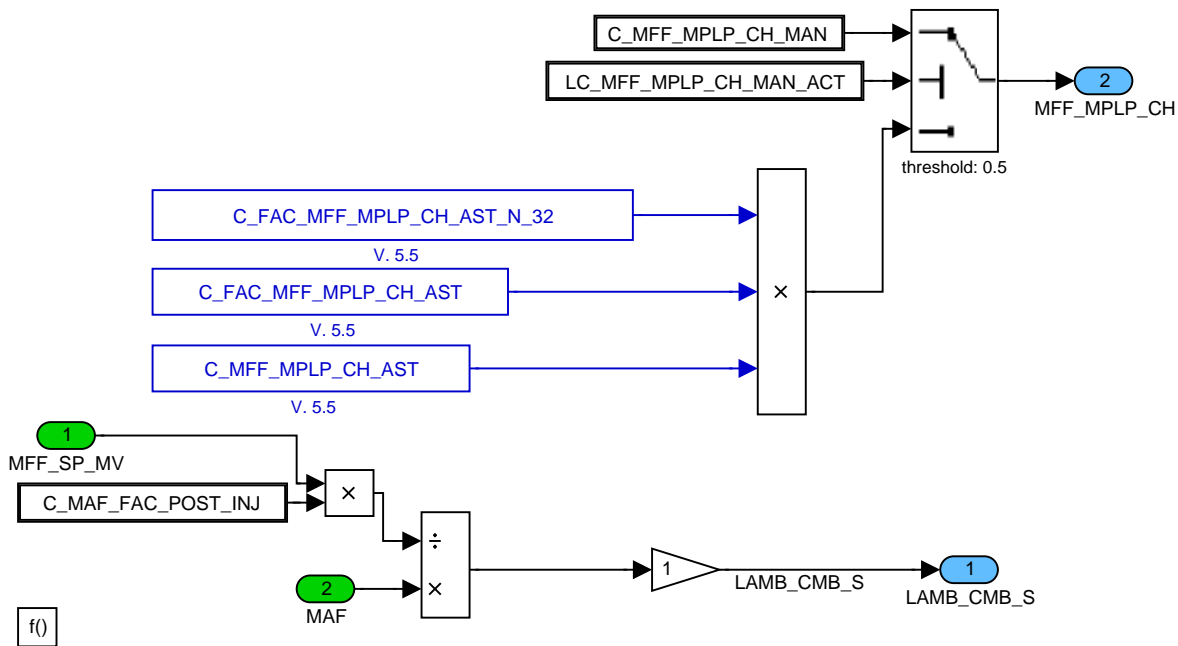 C_MFF_MPLP_CH_MAN
LC_MFF_MPLP_CH_MAN_ACT
2
MFF_MPLP_CH
threshold: 0.5
C_FAC_MFF_MPLP_CH_AST_N_32
V. 5.5
C_FAC_MFF_MPLP_CH_AST
×
V. 5.5
C_MFF_MPLP_CH_AST
V. 5.5
1
MFF_SP_MV
C_MAF_FAC_POST_INJ
×
÷
×
2
MAF
1
LAMB_CMB_S
1
LAMB_CMB_S
f()